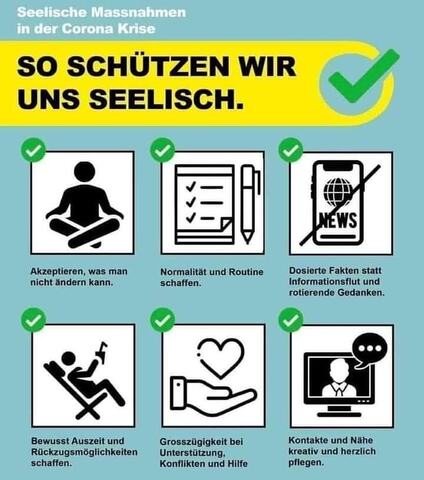 Seelische Massnahmen
in der Corona Krise
SO SCHÜTZEN WIR
UNS SEELISCH.
NEWS
Akzeptieren, was man
nicht ändern kann.
Normalität und Routine
schaffen.
Dosierte Fakten statt
Informationsflut und
rotierende Gedanken.
Bewusst Auszeit und
Rückzugsmöglichkeiten
schaffen.
Grosszügigkeit bei
Unterstützung,
Konflikten und Hilfe
Kontakte und Nähe
kreativ und herzlich
pflegen.